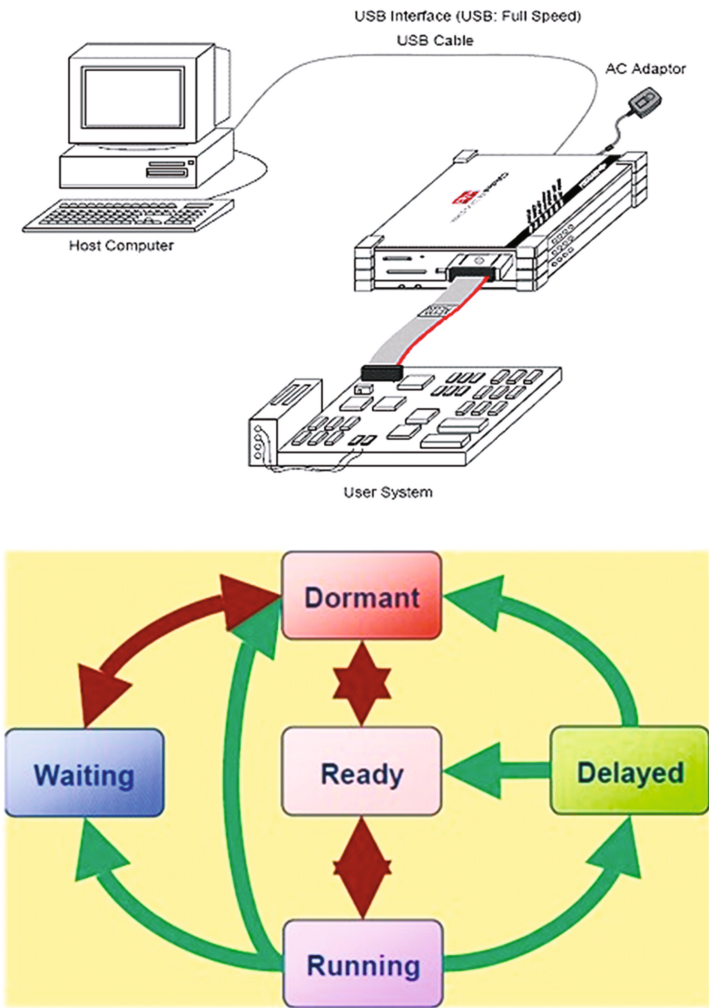 USB Interface (USB: Full Speed)
USB Cable
AC Adaptor
Host Computer
User System
Dormant
Waiting
Ready
Delayed
Running